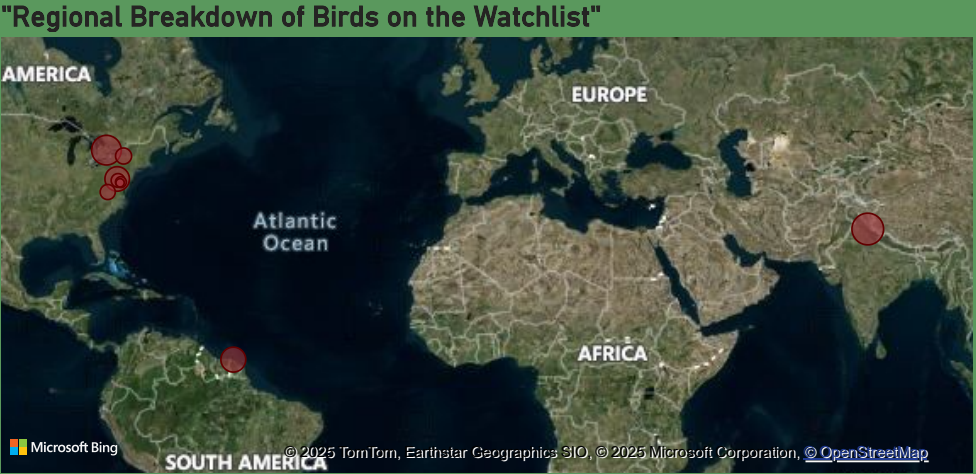 "Regional Breakdown of Birds on the Watchlist"
AMERICA
EUROPE
Atlantic
Ocean
AFRICA
Microsoft Bing
© 2025 TomTom, Earthstar Geographics SIO, © 2025 Microsoft Corporation, © OpenStreetMap
SOUTH AMERICA